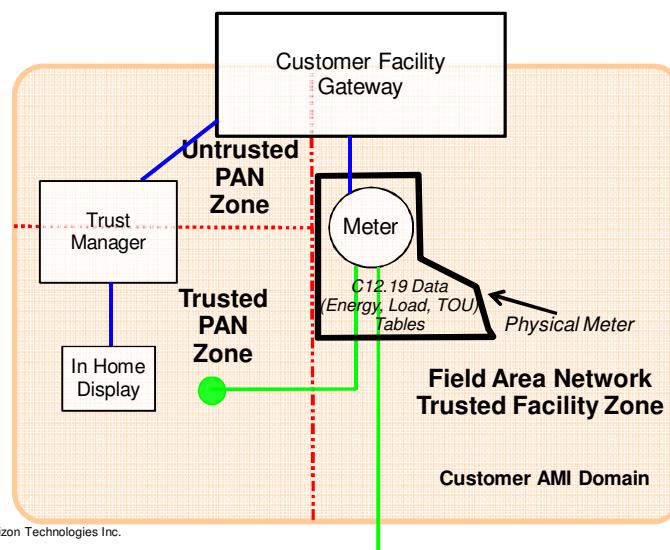 Customer Facility
Gateway
Untrusted
PAN
Zone
Trust
Manager
Meter
C12.19 Data
(Energy, Load, TOU)
Tables
Physical Meter
Trusted
PAN
Zone
In Home
Display
Field Area Network
Trusted Facility Zone
Customer AMI Domain
Technologies Inc.